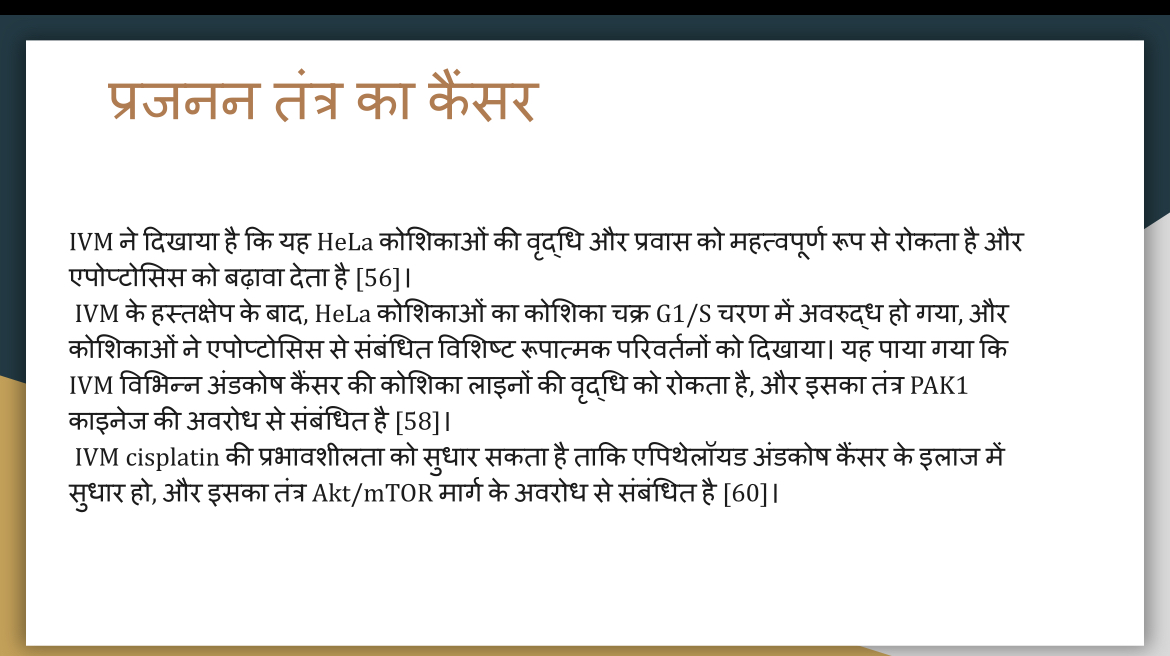 प्रजनन तंत्र का कैंसर
IVM ने दिखाया है कि यह HeLa कोशिकाओं की वृद्धि और प्रवास को महत्वपूर्ण रूप से रोकता है और
एपोप्टोसिस को बढ़ावा देता है [56]।
IVM के हस्तक्षेप के बाद, HeLa कोशिकाओं का कोशिका चक्र G1/S चरण में अवरुद्ध हो गया, और
कोशिकाओं ने एपोप्टोसिस से संबंधित विशिष्ट रूपात्मक परिवर्तनों को दिखाया। यह पाया गया कि
IVM विभिन्न अंडकोष कैंसर की कोशिका लाइनों की वृद्धि को रोकता है, और इसका तंत्र PAK1
काइनेज की अवरोध से संबंधित है [58]।
IVM cisplatin की प्रभावशीलता को सुधार सकता है ताकि एपिथेलॉयड अंडकोष कैंसर के इलाज में
सुधार हो, और इसका तंत्र Akt/mTOR मार्ग के अवरोध से संबंधित है [60]।